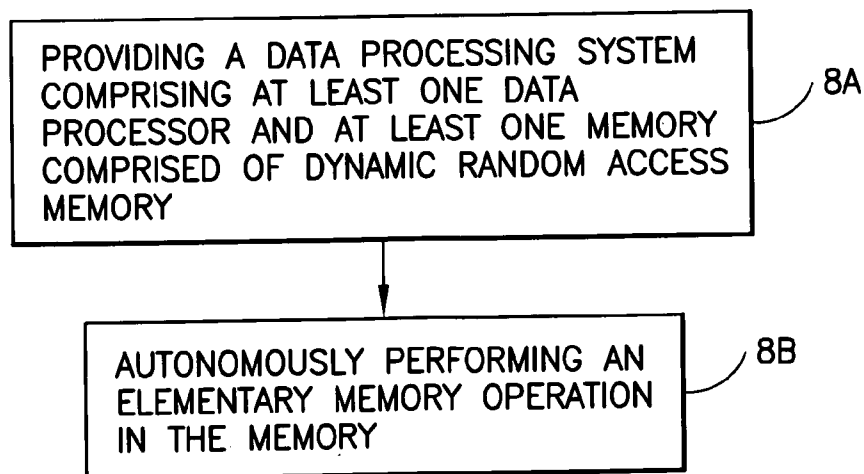 PROVIDING A DATA PROCESSING SYSTEM
COMPRISING AT LEAST ONE DATA
PROCESSOR AND AT LEAST ONE MEMORY
COMPRISED OF DYNAMIC RANDOM ACCESS
MEMORY
8A
AUTONOMOUSLY PERFORMING AN
ELEMENTARY MEMORY OPERATION
IN THE MEMORY
8B